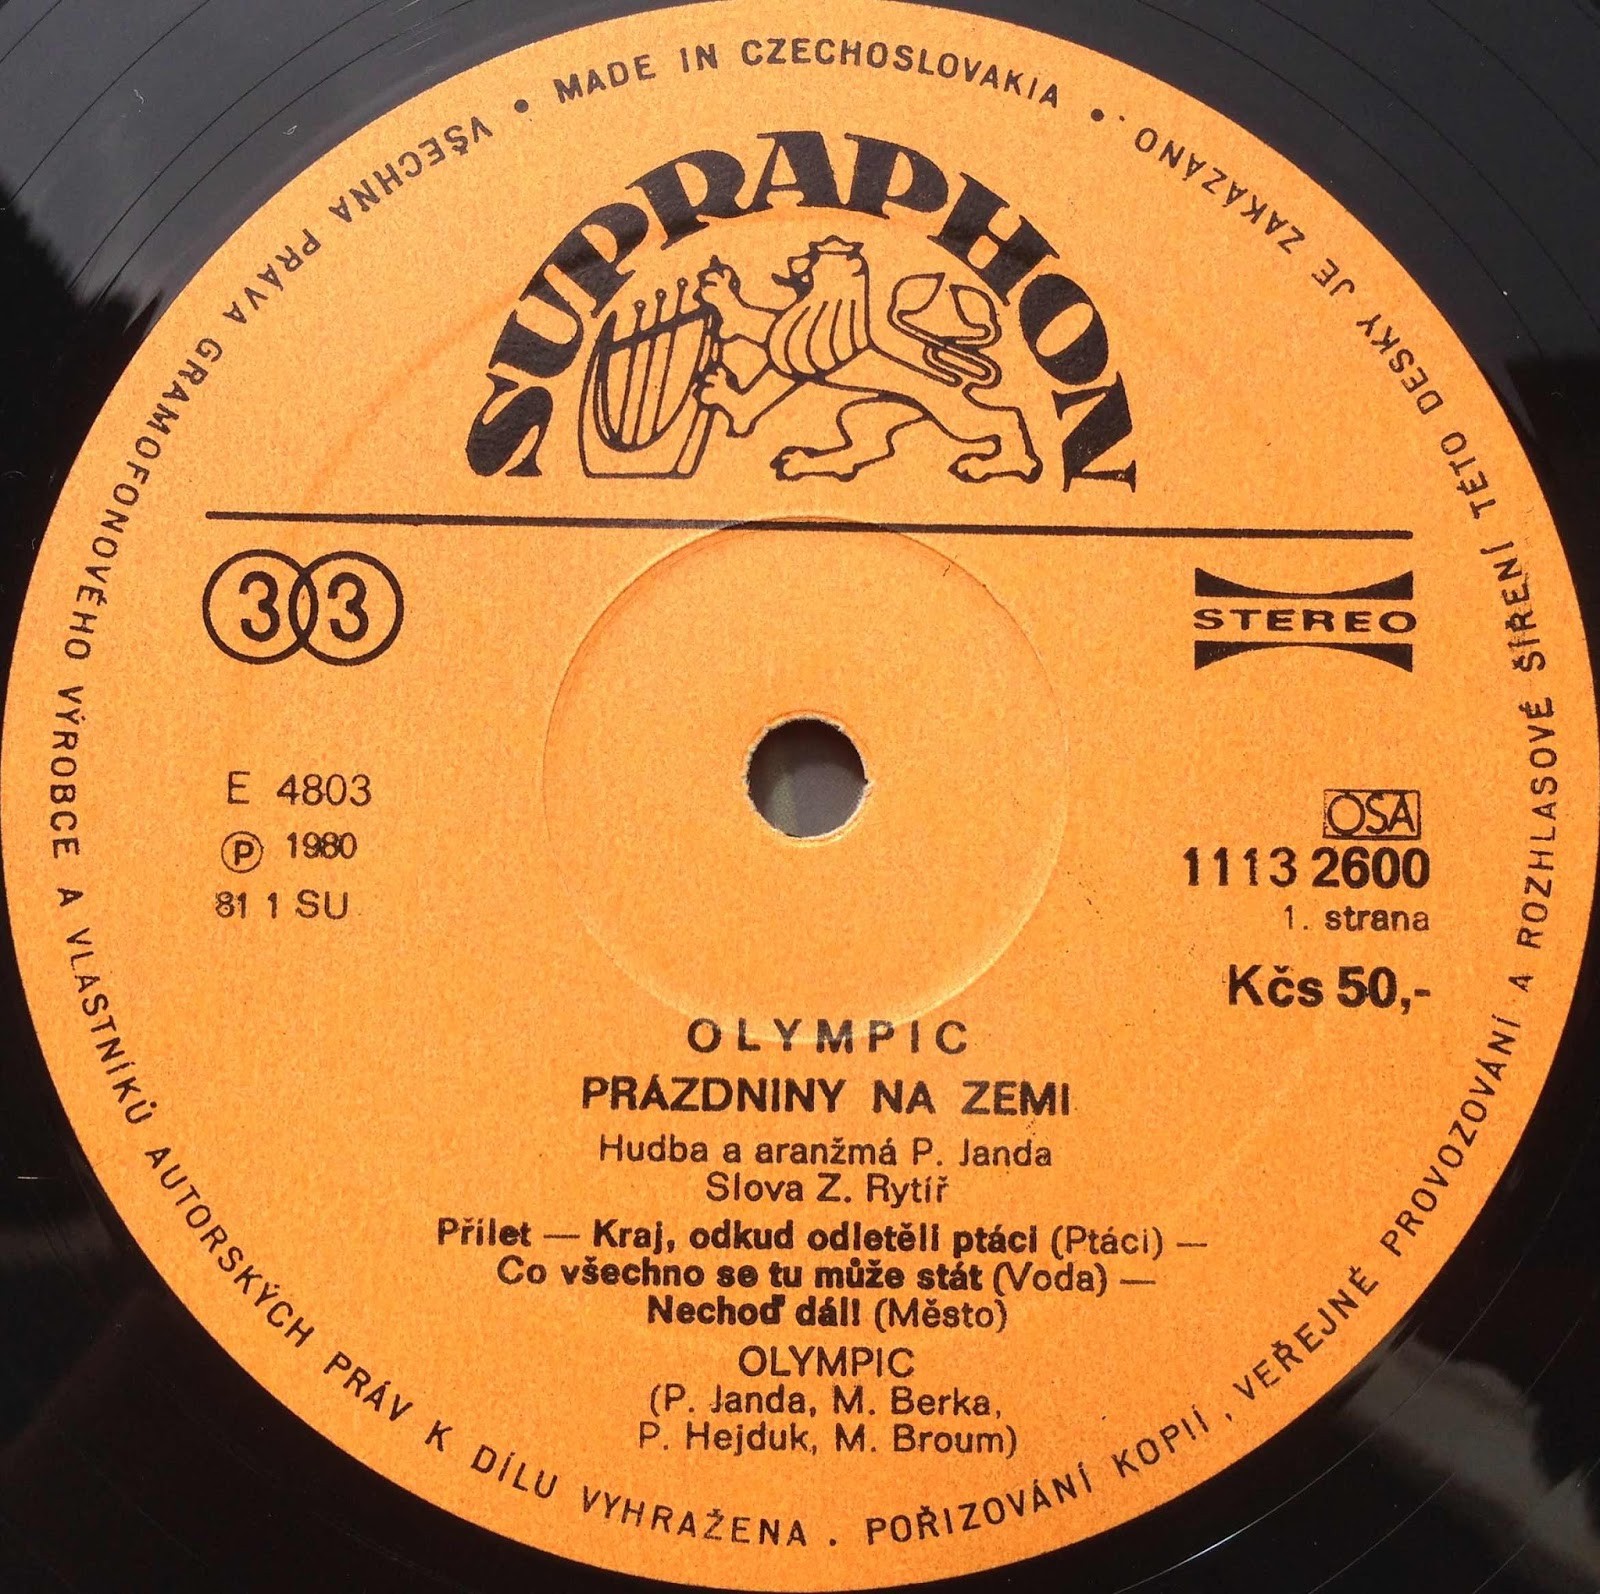 VŠECHNA PRÁVA GRAMOFONOVÉHO VÝROBCE A VLASTNÍKŮ AUTORSKÝCH PRÁV K DÍLU VYHRAŽENA . POŘIZOVÁNÍ KOPIÍ , VEŘEJNÉ PROVOZOVÁNÍ A ROZHLASOVÉ ŠÍŘENÍ TÉTO DESKY JE ZAKÁZÁNO . • MADE IN CZECHOSLOVAKIA •
SUPRAPHON
33
STEREO
E 4803
Ⓟ 1980
81 1 SU
OSA
1113 2600
1. strana
Kčs 50,-
OLYMPIC
PRÁZDNINY NA ZEMI
Hudba a aranžmá P. Janda
Slova Z. Rytíř
Přílet — Kraj, odkud odletěli ptáci (Ptáci) —
Co všechno se tu může stát (Voda) —
Nechoď dál! (Město)
OLYMPIC
(P. Janda, M. Berka,
P. Hejduk, M. Broum)